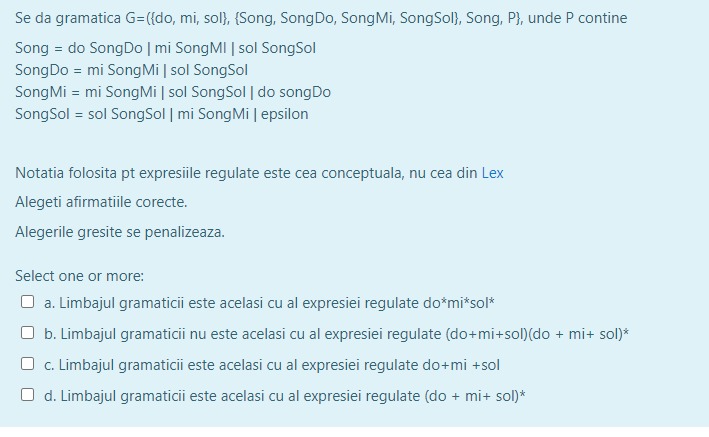 Se da gramatica G=({do, mi, sol}, {Song, SongDo, SongMi, SongSol}, Song, P}, unde P contine
Song = do SongDo | mi SongMI | sol SongSol
SongDo = mi SongMi | sol SongSol
SongMi = mi SongMi | sol SongSol | do songDo
SongSol = sol SongSol | mi SongMi | epsilon
Notatia folosita pt expresiile regulate este cea conceptuala, nu cea din Lex
Alegeti afirmatiile corecte.
Alegerile gresite se penalizeaza.
Select one or more:
a. Limbajul gramaticii este acelasi cu al expresiei regulate do*mi*sol*
b. Limbajul gramaticii nu este acelasi cu al expresiei regulate (do+mi+sol)(do + mi+ sol)*
c. Limbajul gramaticii este acelasi cu al expresiei regulate do+mi +sol
d. Limbajul gramaticii este acelasi cu al expresiei regulate (do + mi+ sol)*